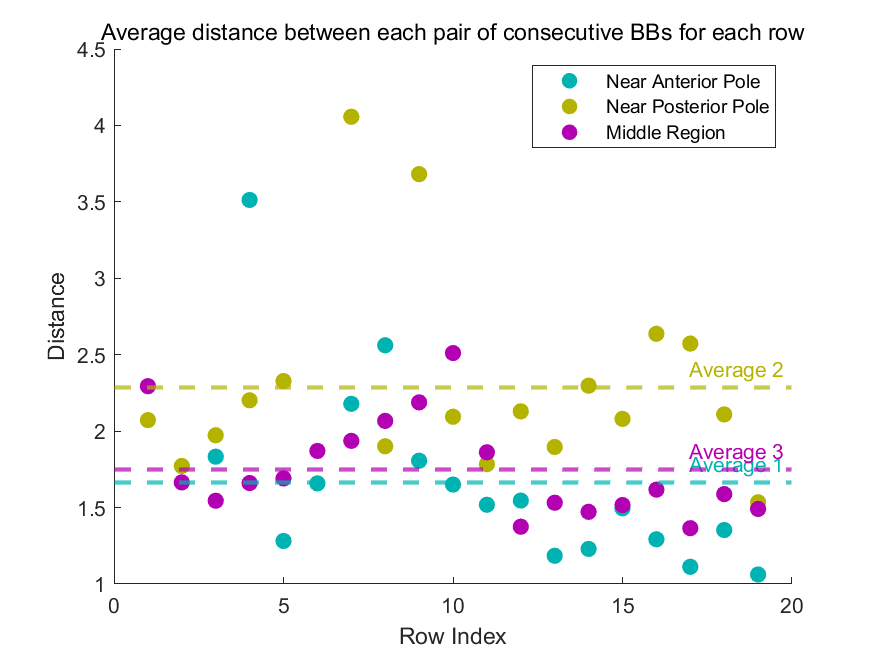 Average distance between each pair of consecutive BBs for each row
4.5
4
3.5
3
2.5
2
1.5
1
Distance
Near Anterior Pole
Near Posterior Pole
Middle Region
Average 2
Average 3
Average 1
0
5
10
15
20
Row Index